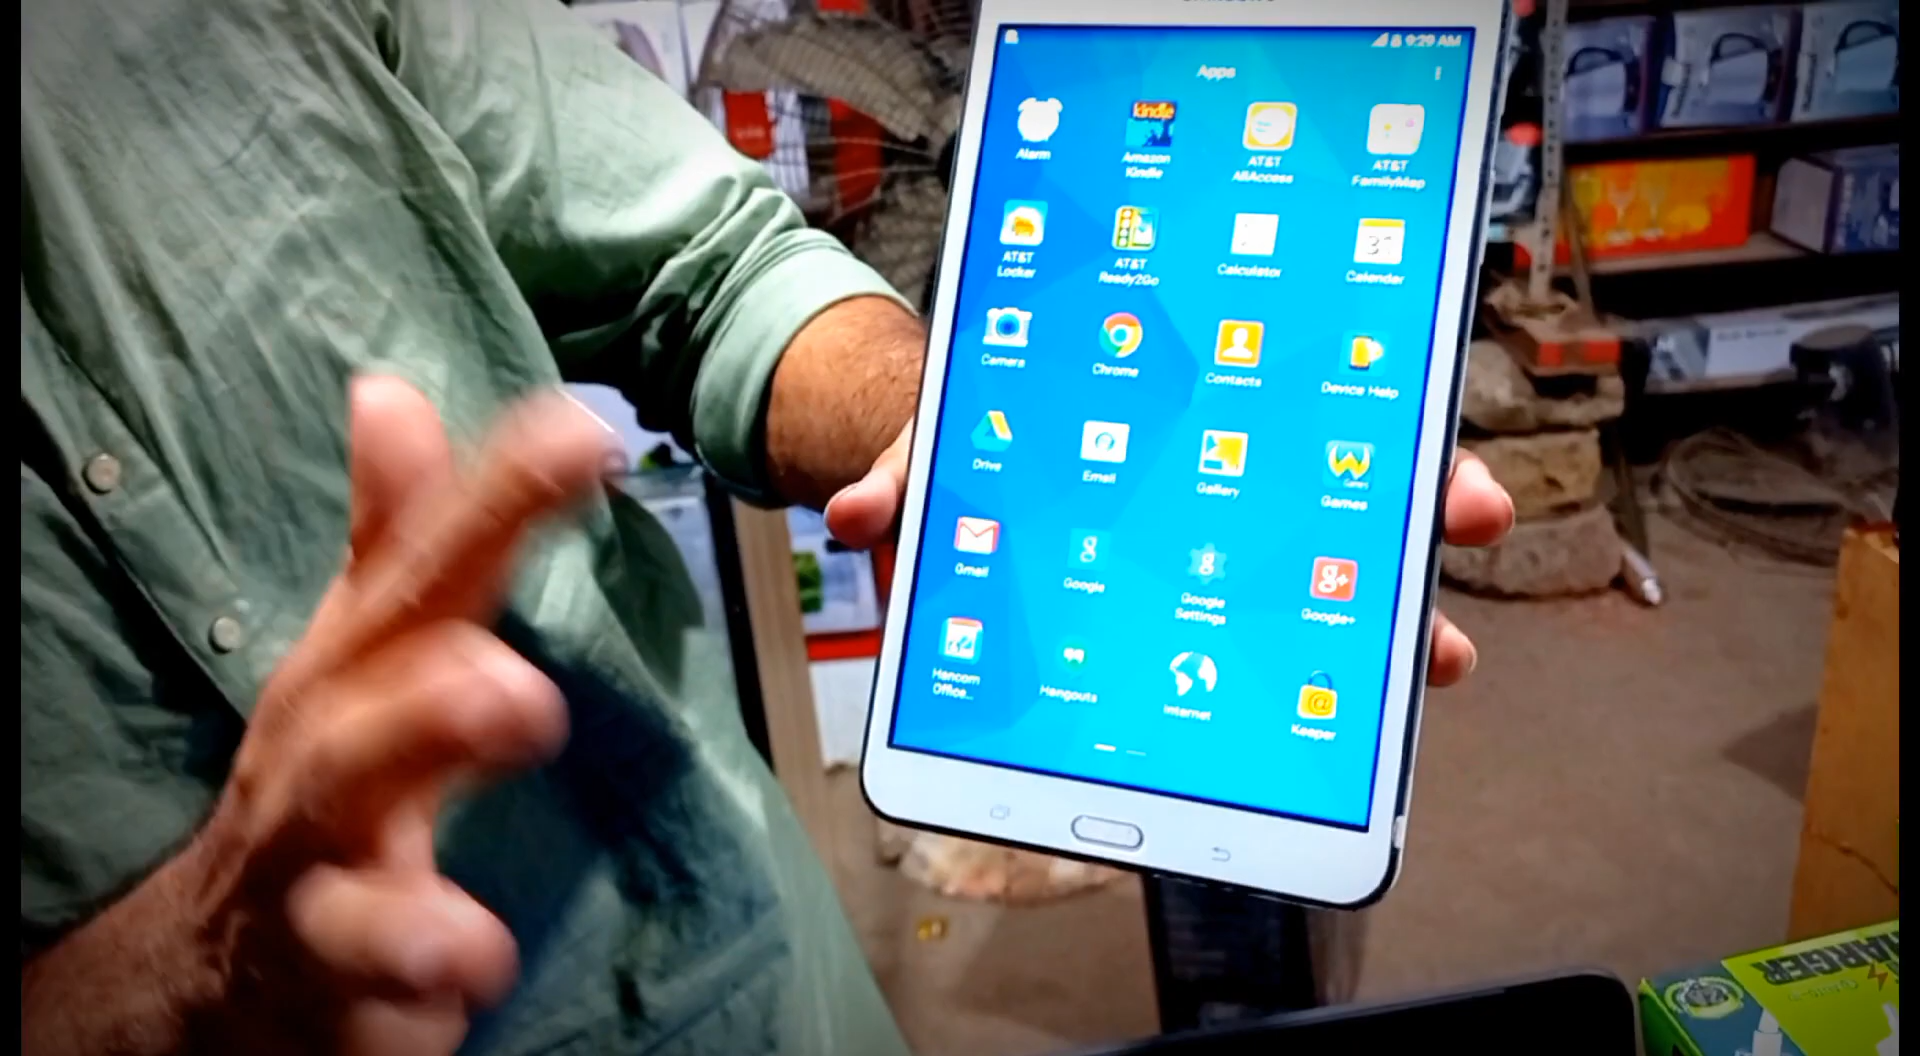 9:29 AM
Apps
Alarm
kindle
Amazon
Kindle
AT&T
AllAccess
AT&T
FamilyMap
AT&T
Locker
AT&T
Ready2Go
Calculator
31
Calendar
Camera
Chrome
Contacts
Device Help
Drive
Email
Gallery
Games
Gmail
g
Google
g
Google
Settings
g+
Google+
Hancom
Office...
Hangouts
Internet
@
Keeper